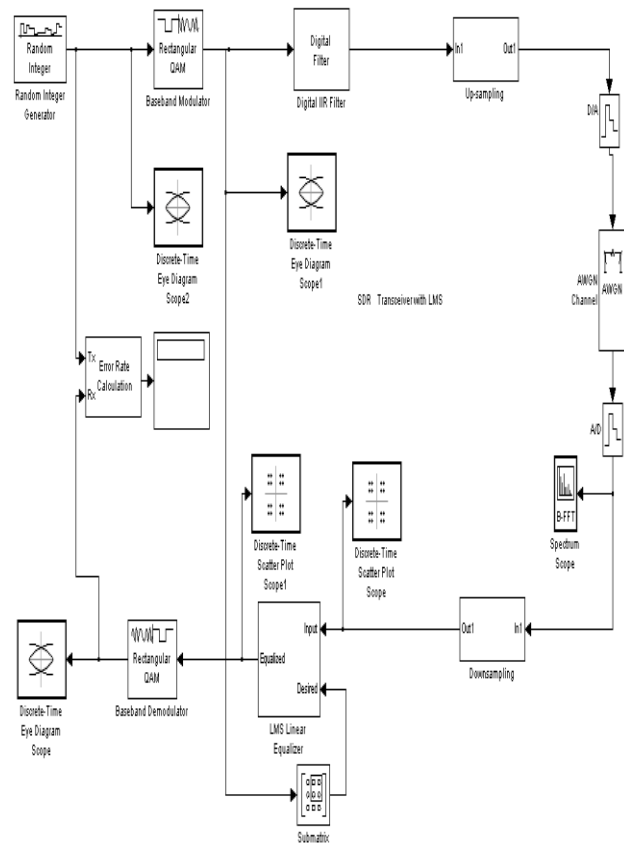 Random
Integer
Random Integer
Generator
Rectangular
QAM
Baseband Modulator
Digital
Filter
Digital IIR Filter
In1
Out1
Up-sampling
D/A
Discrete-Time
Eye Diagram
Scope2
Discrete-Time
Eye Diagram
Scope1
SDR Transceiver with LMS
AWGN
Channel
AWGN
Tx
Rx
Error Rate
Calculation
A/D
B-FFT
Spectrum
Scope
Discrete-Time
Scatter Plot
Scope1
Discrete-Time
Scatter Plot
Scope
Input
Equalized
Desired
LMS Linear
Equalizer
Out1
In1
Downsampling
Rectangular
QAM
Baseband Demodulator
Discrete-Time
Eye Diagram
Scope
Submatrix